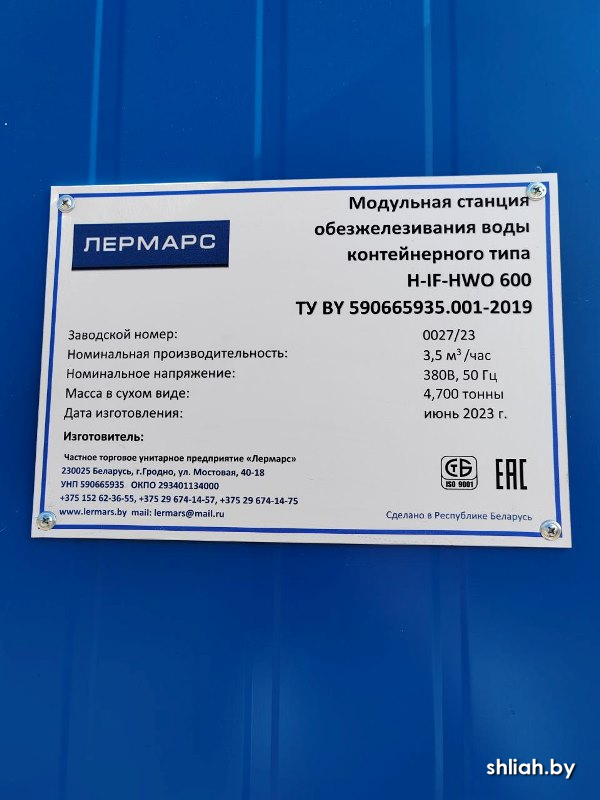 ЛЕРМАРС
Модульная станция
обезжелезивания воды
контейнерного типа
H-IF-HWO 600
ТУ BY 590665935.001-2019
Заводской номер: 0027/23
Номинальная производительность: 3,5 м³/час
Номинальное напряжение: 380В, 50 Гц
Масса в сухом виде: 4,700 тонны
Дата изготовления: июнь 2023 г.
Изготовитель:
Частное торговое унитарное предприятие «Лермарс»
230025 Беларусь, г.Гродно, ул. Мостовая, 40-18
УНП 590665935 ОКПО 293401134000
+375 152 62-36-55, +375 29 674-14-57, +375 29 674-14-75
www.lermars.by mail: lermars@mail.ru
СТБ
ISO 9001
ЕАС
Сделано в Республике Беларусь
shliah.by